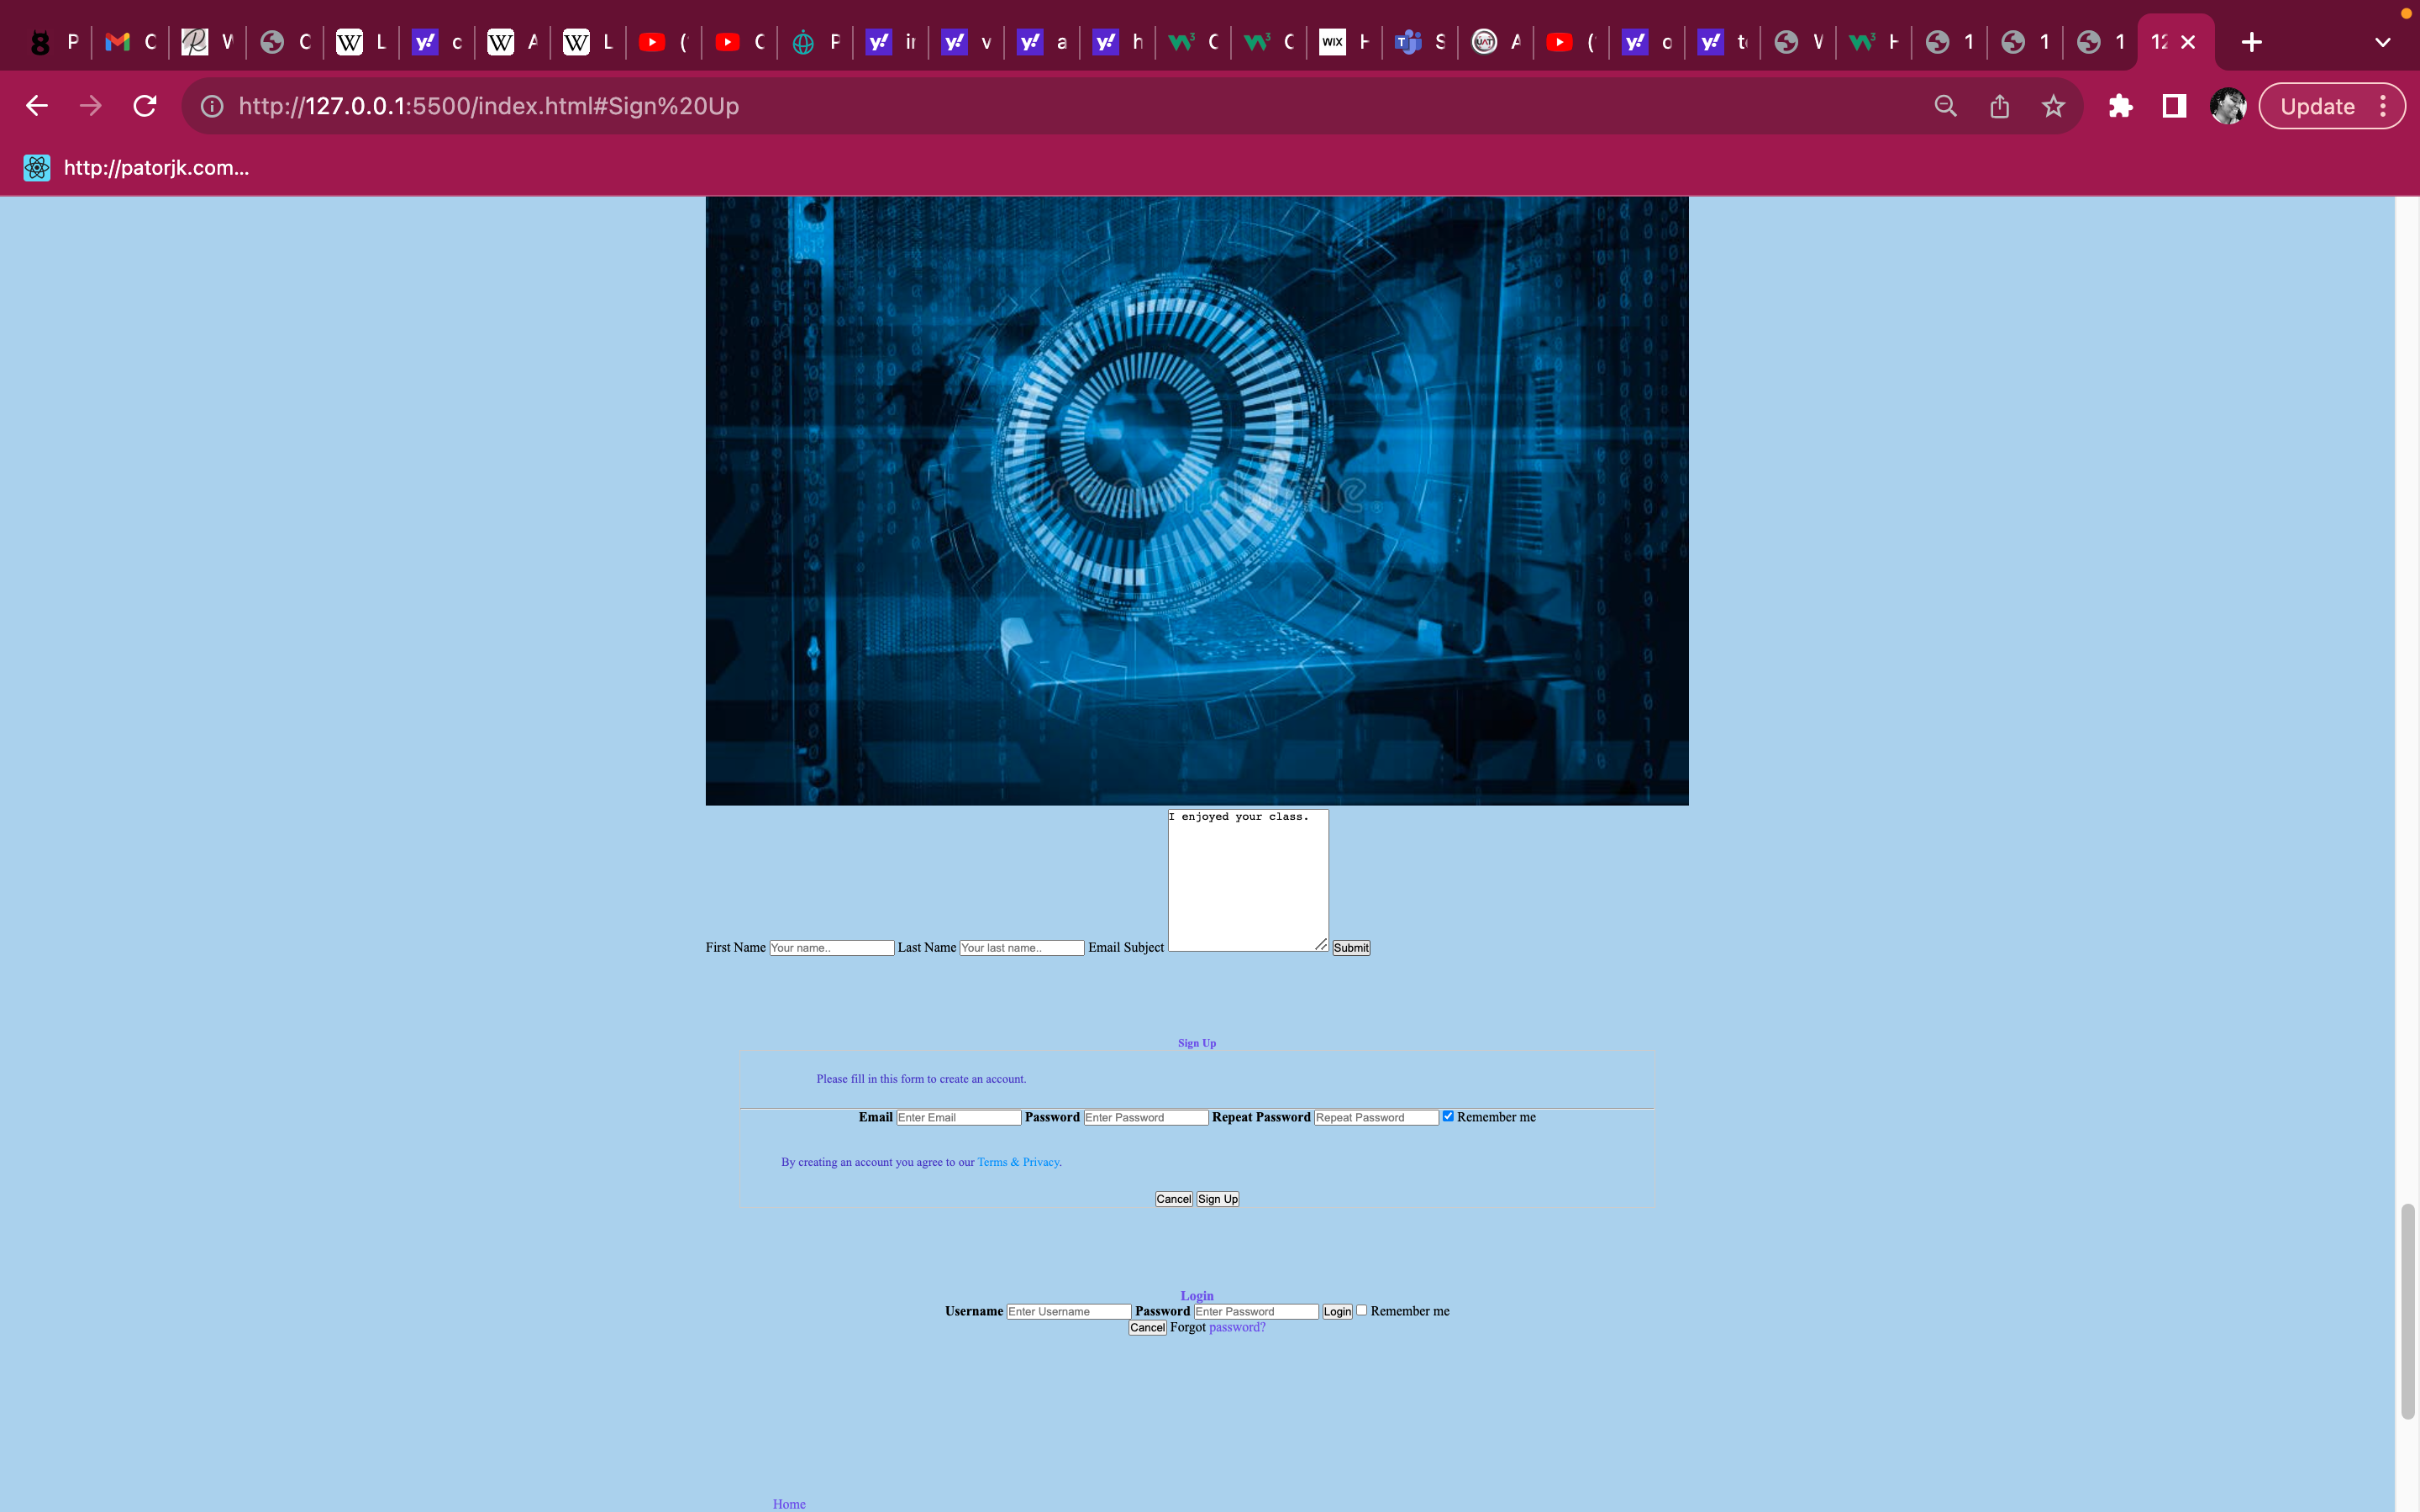 8 P C W C W L y! c W A W L ( C P y! ir y! v y! a y! h C C WIX H T S UAT A ( y! o y! t W H 1 1 1 12
http://127.0.0.1:5500/index.html#Sign%20Up Update
http://patorjk.com...
dreamstime.
I enjoyed your class.
First Name Your name.. Last Name Your last name.. Email Subject Submit
Sign Up
Please fill in this form to create an account.
Email Enter Email Password Enter Password Repeat Password Repeat Password Remember me
By creating an account you agree to our Terms & Privacy.
Cancel Sign Up
Login
Username Enter Username Password Enter Password Login Remember me
Cancel Forgot password?
Home